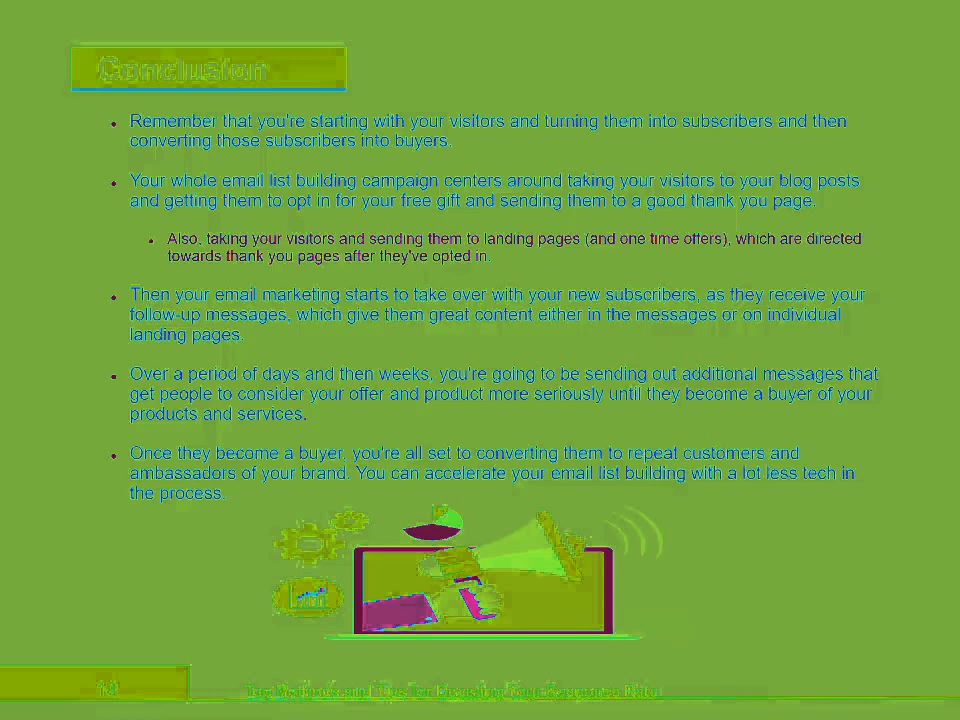 Conclusion
Remember that you're starting with your visitors and turning them into subscribers and then
converting those subscribers into buyers.
Your whole email list building campaign centers around taking your visitors to your blog posts
and getting them to opt in for your free gift and sending them to a good thank you page.
Also, taking your visitors and sending them to landing pages (and one time offers), which are directed
towards thank you pages after they've opted in.
Then your email marketing starts to take over with your new subscribers, as they receive your
follow-up messages, which give them great content either in the messages or on individual
landing pages.
Over a period of days and then weeks, you're going to be sending out additional messages that
get people to consider your offer and product more seriously until they become a buyer of your
products and services.
Once they become a buyer, you're all set to converting them to repeat customers and
ambassadors of your brand. You can accelerate your email list building with a lot less tech in
the process.